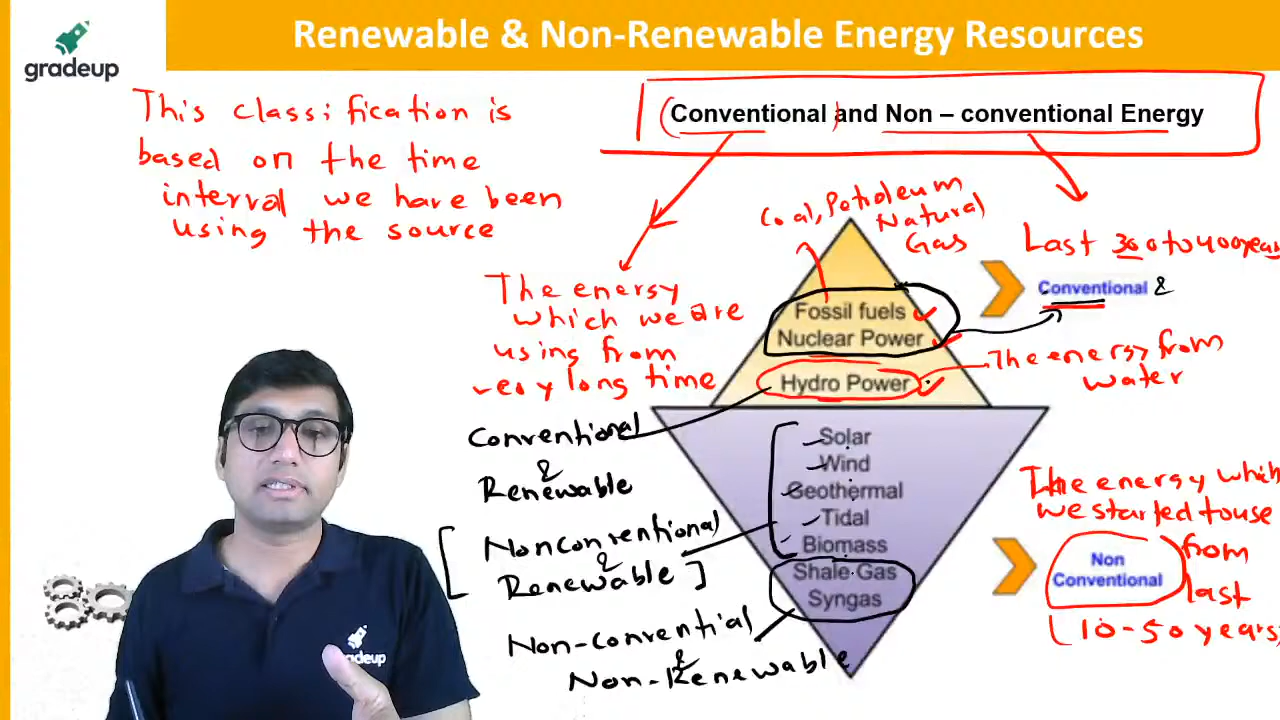 Renewable & Non-Renewable Energy Resources
gradeup
Conventional and Non – conventional Energy
This classification is
based on the time
interval we have been
using the source
Coal, Petroleum
Natural
Gas
Last 300 to 400 years
Conventional &
The energy
which we are
using from
very long time
Fossil fuels
Nuclear Power
Hydro Power
The energy from
water
Conventional
&
Renewable
Solar
Wind
Geothermal
Tidal
Biomass
Shale Gas
Syngas
Nonconventional
&
Renewable
Non-convential
&
Non-Renewable
The energy which
we started to use
from
last
10-50 years
Non
Conventional
gradeup